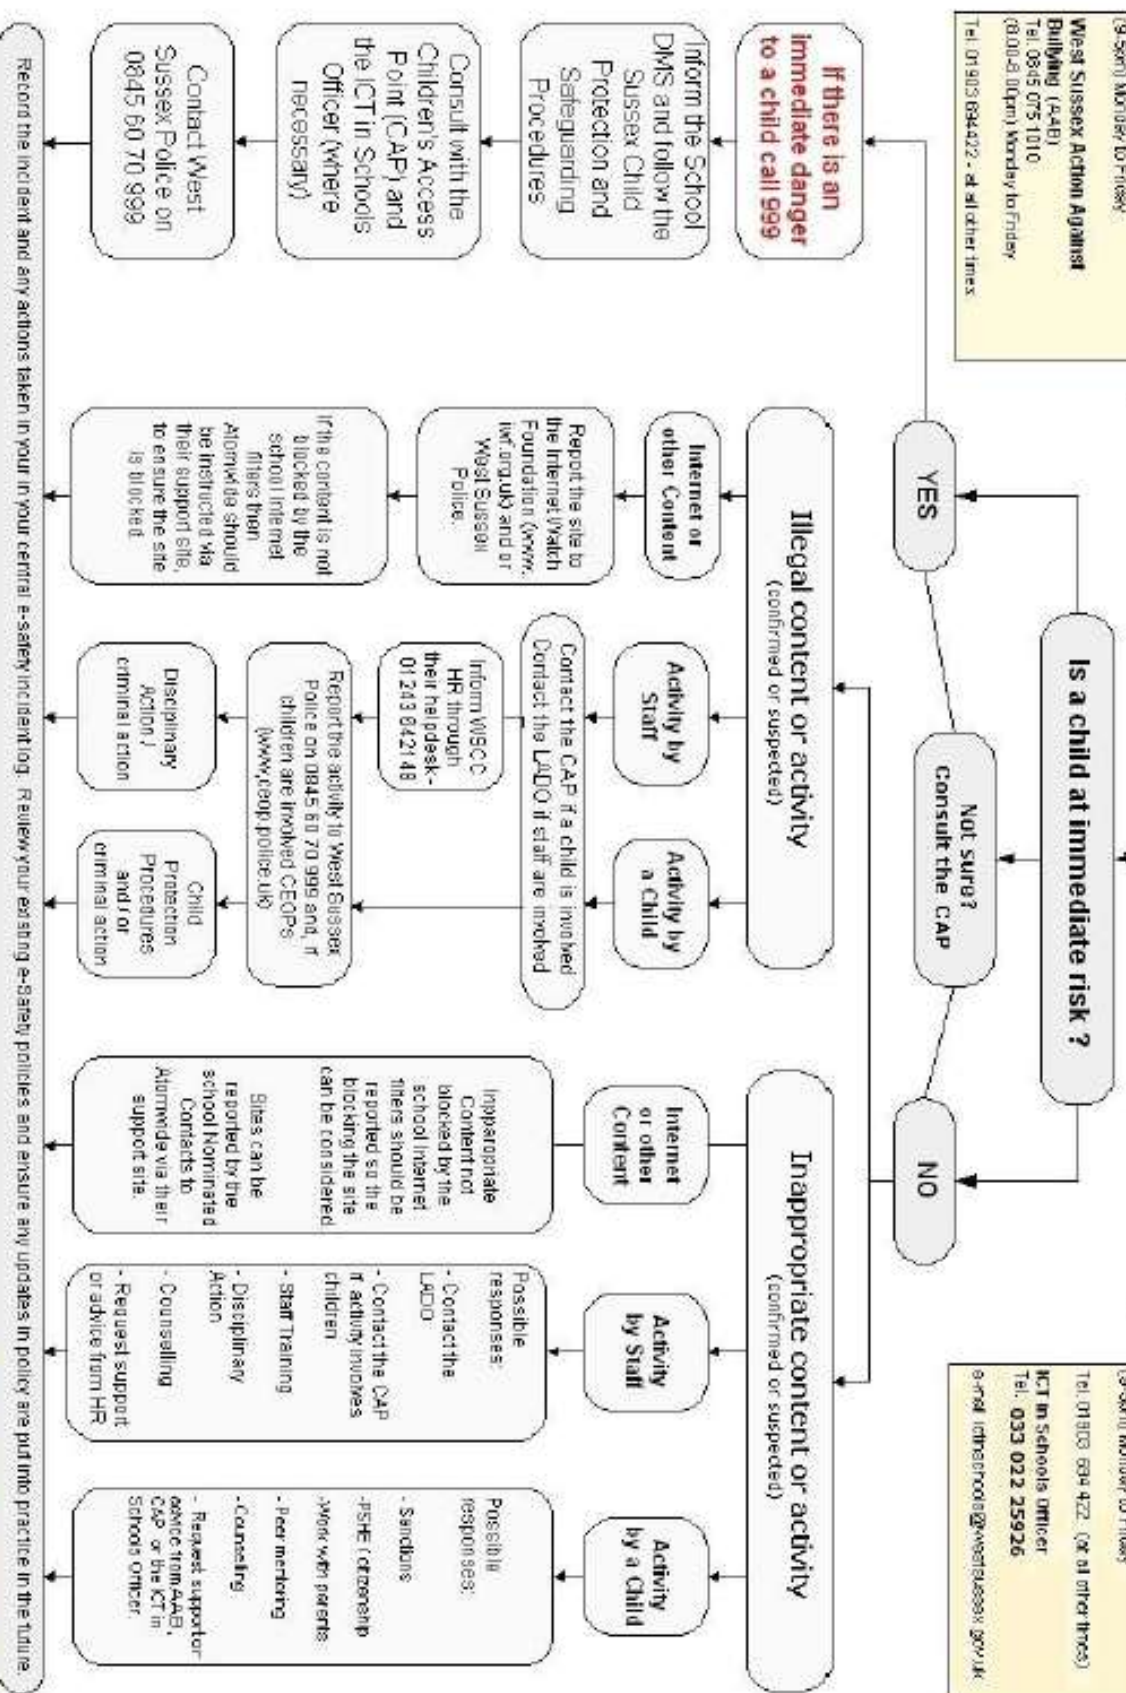 (9-5pm) Monday to Friday
West Sussex Action Against
Bullying (AAB)
Tel: 0845 075 1010
(8.00-6.00pm) Monday to Friday
Tel: 01903 694422 - at all other times
(9-5pm) Monday to Friday
Tel: 01903 694 422 (at all other times)
ICT in Schools Officer
Tel: 033 022 25926
Is a child at immediate risk ?
YES
Not sure?
Consult the CAP
NO
If there is an
immediate danger
to a child call 999
Inform the School
DMS and follow the
Sussex Child
Protection and
Safeguarding
Procedures
Consult with the
Children's Access
Point (CAP) and
the ICT in Schools
Officer (where
necessary)
Contact West
Sussex Police on
0845 60 70 999
Illegal content or activity
(confirmed or suspected)
Internet or
other Content
Report the site to
the Internet Watch
Foundation (www.
iwf.org.uk) and or
West Sussex
Police.
If the content is not
blocked by the
school Internet
filters then
Atomwide should
be instructed via
their support site,
to ensure the site
is blocked
Activity by
Staff
Activity by
a Child
Contact the CAP if a child is involved
Contact the LADO if staff are involved
Inform WSCC
HR through
their helpdesk -
01243 642148
Report the activity to West Sussex
Police on 0845 60 70 999 and, if
children are involved CEOPs
(www.ceop.police.uk)
Disciplinary
Action /
criminal action
Child
Protection
Procedures
and / or
criminal action
Inappropriate content or activity
(confirmed or suspected)
Internet
or other
Content
Inpparopriate
Content not
blocked by the
school Internet
filters should be
reported so the
blocking the site
can be considered
Sites can be
reported by the
school Nominated
Contacts to
Atomwide via their
support site.
Activity
by Staff
Possible
responses:
- Contact the
LADO
- Contact the CAP
if activity involves
children
- Staff Training
- Disciplinary
Action
- Counselling
- Request support
or advice from HR
Activity
by a Child
Possible
responses:
- Sanctions
-PSHE / citizenship
-Work with parents
- Peer mentoring
- Counselling
- Request support or
advice from AAB,
CAP or the ICT in
Schools Officer.
Record the incident and any actions taken in your in your central e-safety incident log. Review your existing e-Safety policies and ensure any updates in policy are put into practice in the future.